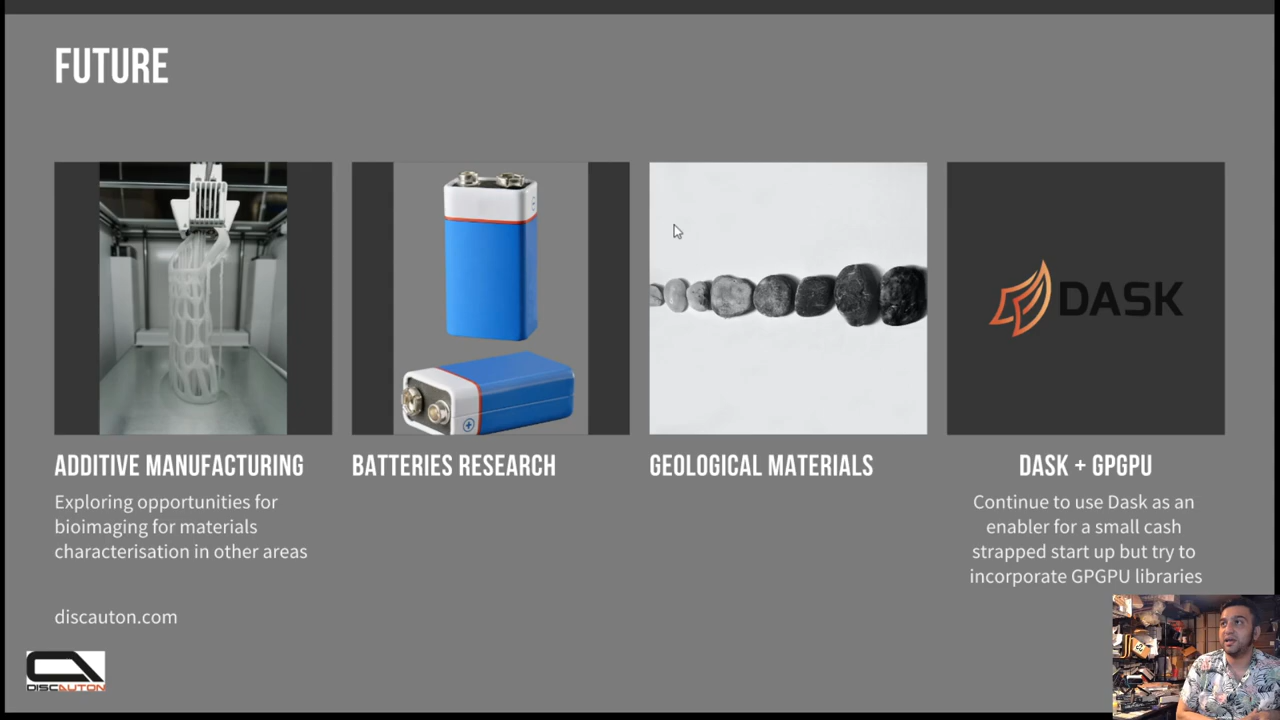 FUTURE
DASK
ADDITIVE MANUFACTURING
Exploring opportunities for
bioimaging for materials
characterisation in other areas
BATTERIES RESEARCH
GEOLOGICAL MATERIALS
DASK + GPGPU
Continue to use Dask as an
enabler for a small cash
strapped start up but try to
incorporate GPGPU libraries
discauton.com
DISCAUTON